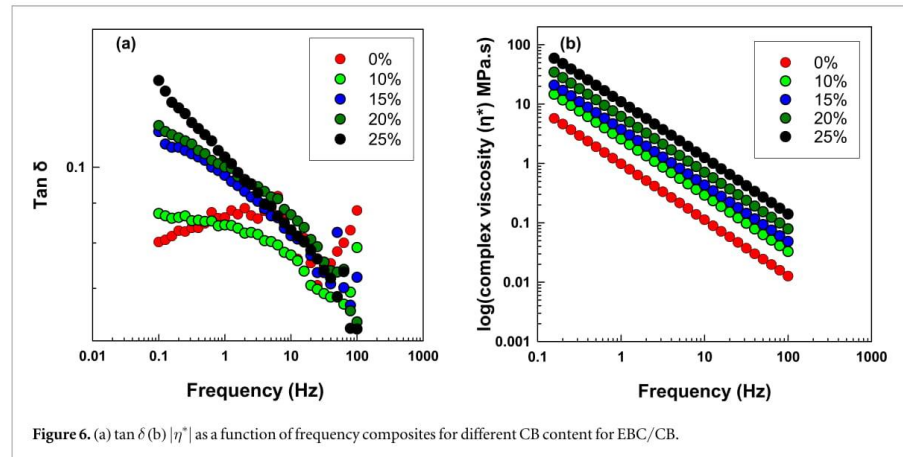 (a)
0%
10%
15%
20%
25%
Tan δ
0.1
0.01 0.1 1 10 100 1000
Frequency (Hz)
(b)
0%
10%
15%
20%
25%
log(complex viscosity (η*) MPa.s)
100
10
1
0.1
0.01
0.001
0.1 1 10 100 1000
Frequency (Hz)
Figure 6. (a) tan δ (b) |η*| as a function of frequency composites for different CB content for EBC/CB.